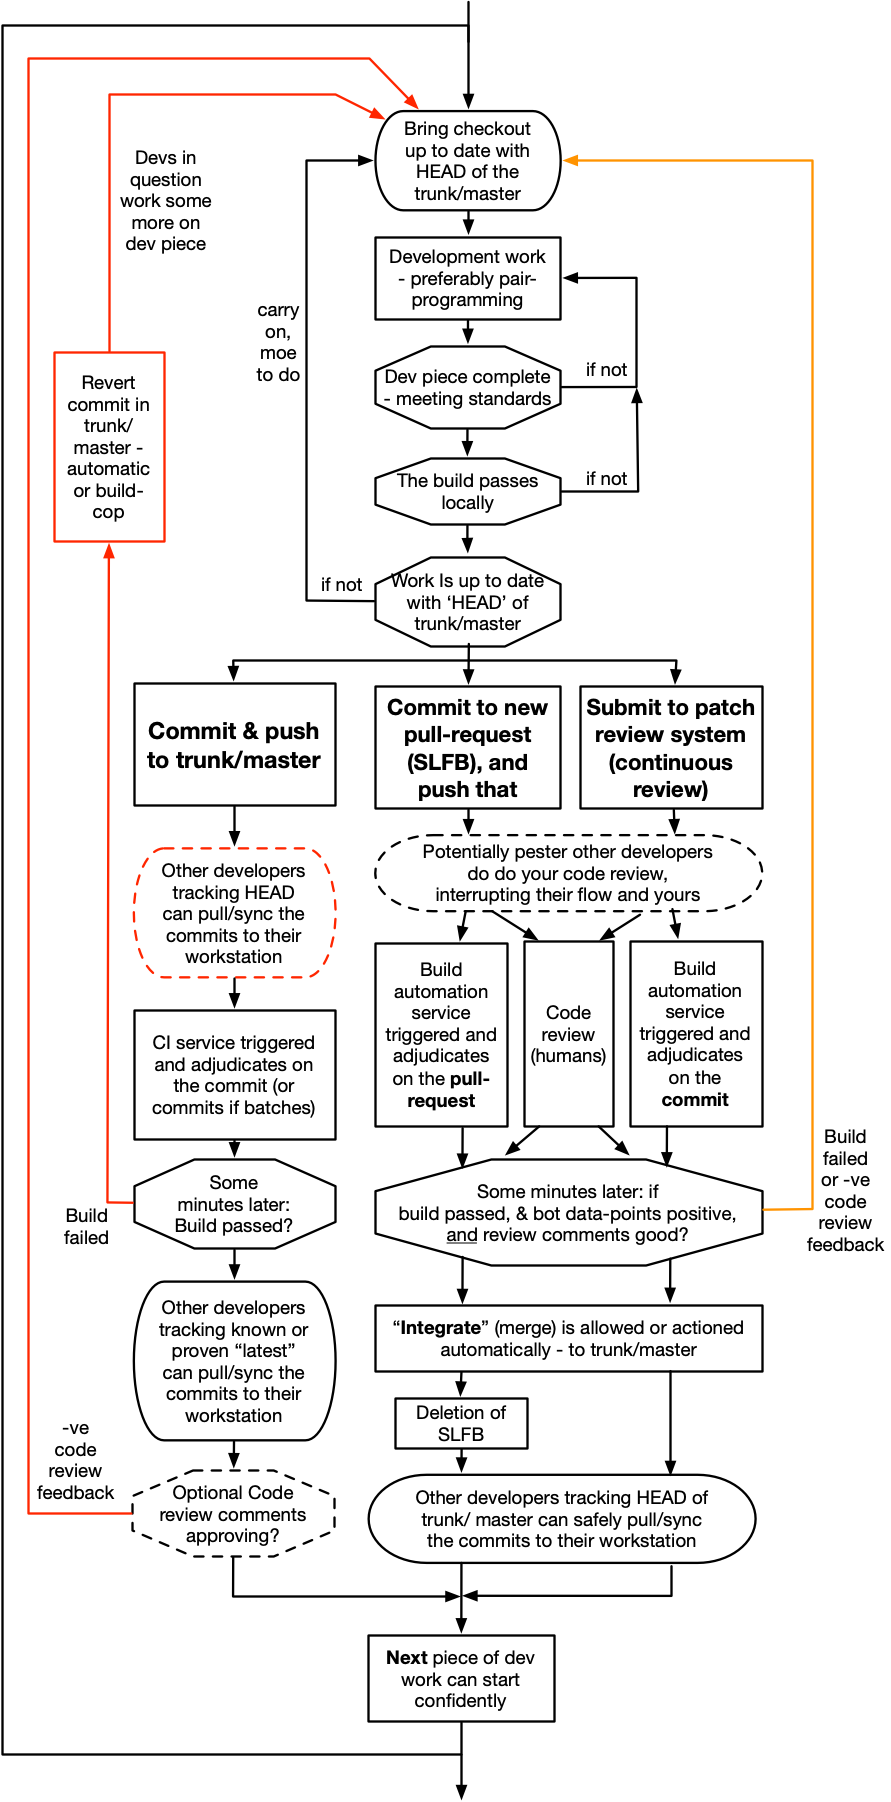 Bring checkout
up to date with
HEAD of the
trunk/master
Devs in
question
work some
more on
dev piece
Development work
- preferably pair-
programming
carry
on,
moe
to do
Dev piece complete
- meeting standards
if not
Revert
commit in
trunk/
master -
automatic
or build-
cop
The build passes
locally
if not
Work Is up to date
with ‘HEAD’ of
trunk/master
if not
Commit & push
to trunk/master
Commit to new
pull-request
(SLFB), and
push that
Submit to patch
review system
(continuous
review)
Other developers
tracking HEAD
can pull/sync the
commits to their
workstation
Potentially pester other developers
do do your code review,
interrupting their flow and yours
CI service triggered
and adjudicates on
the commit (or
commits if batches)
Build
automation
service
triggered and
adjudicates
on the pull-
request
Code
review
(humans)
Build
automation
service
triggered and
adjudicates
on the
commit
Some
minutes later:
Build passed?
Build
failed
Some minutes later: if
build passed, & bot data-points positive,
and review comments good?
Build
failed
or -ve
code
review
feedback
Other developers
tracking known or
proven “latest”
can pull/sync the
commits to their
workstation
“Integrate” (merge) is allowed or actioned
automatically - to trunk/master
Deletion of
SLFB
-ve
code
review
feedback
Optional Code
review comments
approving?
Other developers tracking HEAD of
trunk/ master can safely pull/sync
the commits to their workstation
Next piece of dev
work can start
confidently